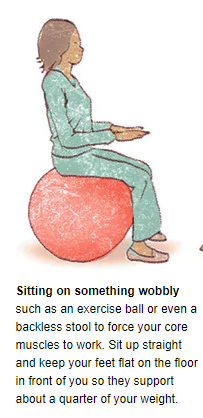 Sitting on something wobbly
such as an exercise ball or even a
backless stool to force your core
muscles to work. Sit up straight
and keep your feet flat on the floor
in front of you so they support
about a quarter of your weight.